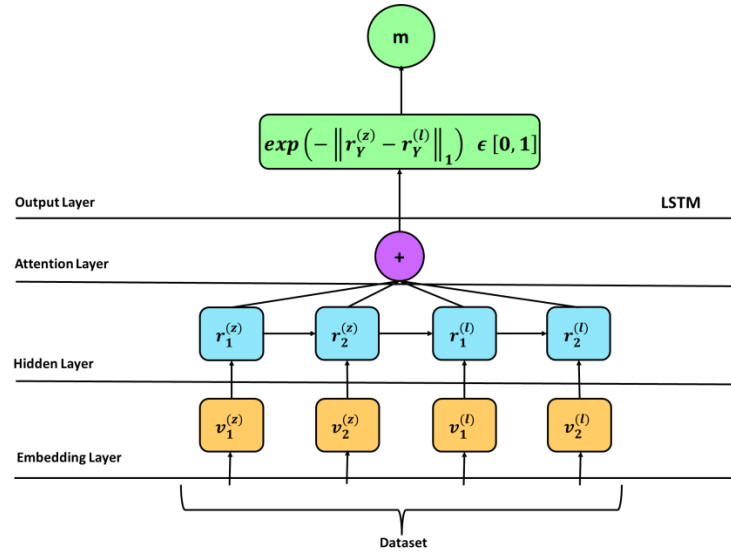 m
exp(−‖r_Y^(z) − r_Y^(l)‖_1) ϵ [0, 1]
Output Layer
LSTM
+
Attention Layer
r_1^(z) r_2^(z) r_1^(l) r_2^(l)
Hidden Layer
v_1^(z) v_2^(z) v_1^(l) v_2^(l)
Embedding Layer
Dataset